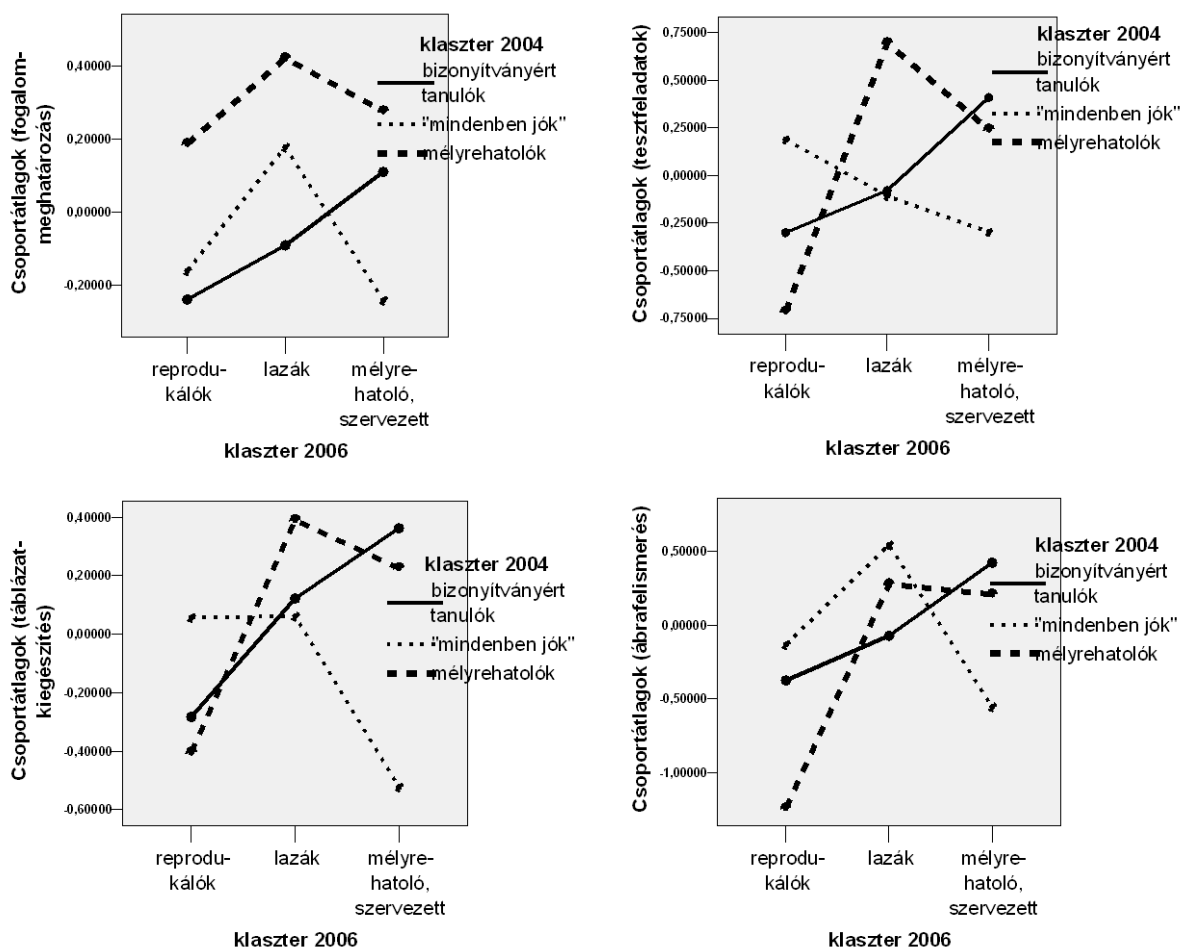 Csoportátlagok (fogalom-
meghatározás)
0,40000
0,20000
0,00000
-0,20000
klaszter 2004
bizonyítványért
tanulók
"mindenben jók"
mélyrehatolók
reprodu-
kálók
lazák
mélyre-
hatoló,
szervezett
klaszter 2006
Csoportátlagok (tesztfeladatok)
0,75000
0,50000
0,25000
0,00000
-0,25000
-0,50000
-0,75000
klaszter 2004
bizonyítványért
tanulók
"mindenben jók"
mélyrehatolók
reprodu-
kálók
lazák
mélyre-
hatoló,
szervezett
klaszter 2006
Csoportátlagok (táblázat-
kiegészítés)
0,40000
0,20000
0,00000
-0,20000
-0,40000
-0,60000
klaszter 2004
bizonyítványért
tanulók
"mindenben jók"
mélyrehatolók
reprodu-
kálók
lazák
mélyre-
hatoló,
szervezett
klaszter 2006
Csoportátlagok (ábrafelismerés)
0,50000
0,00000
-0,50000
-1,00000
klaszter 2004
bizonyítványért
tanulók
"mindenben jók"
mélyrehatolók
reprodu-
kálók
lazák
mélyre-
hatoló,
szervezett
klaszter 2006